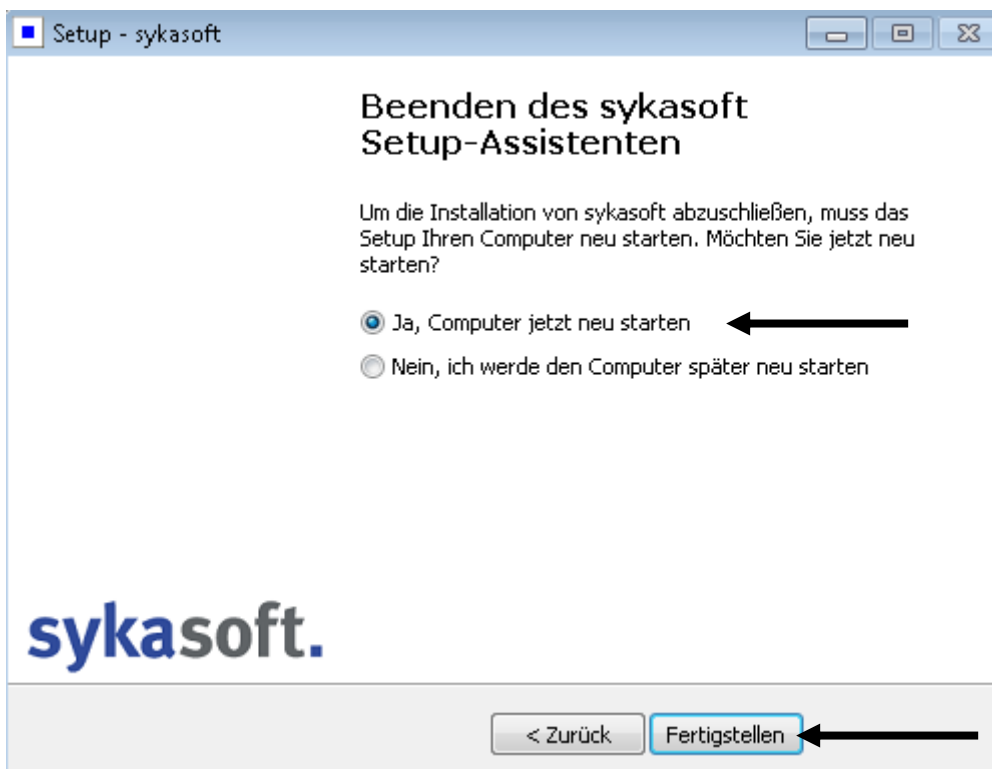 Setup - sykasoft
Beenden des sykasoft
Setup-Assistenten
Um die Installation von sykasoft abzuschließen, muss das
Setup Ihren Computer neu starten. Möchten Sie jetzt neu
starten?
Ja, Computer jetzt neu starten
Nein, ich werde den Computer später neu starten
sykasoft.
< Zurück
Fertigstellen